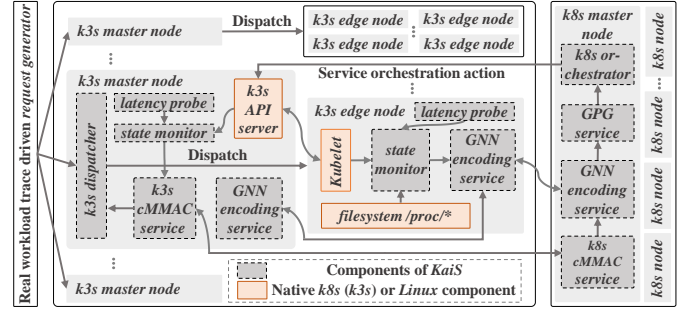 Real workload trace driven request generator
k3s master node
Dispatch
k3s edge node
k3s edge node
k3s edge node
k3s edge node
k3s master node
latency probe
state monitor
k3s
API
server
k3s dispatcher
Dispatch
k3s
cMMAC
service
GNN
encoding
service
k3s master node
Service orchestration action
k3s edge node
latency probe
Kubelet
state
monitor
GNN
encoding
service
filesystem /proc/*
Components of KaiS
Native k8s (k3s) or Linux component
k8s master
node
k8s or-
chestrator
GPG
service
GNN
encoding
service
k8s
cMMAC
service
k8s node
k8s node
k8s node
k8s node